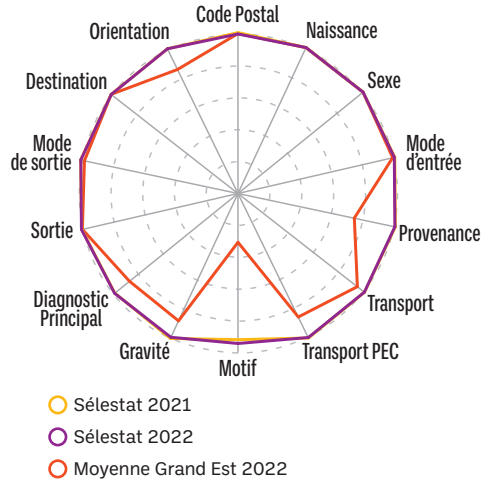 Code Postal
Naissance
Sexe
Mode
d'entrée
Provenance
Transport
Transport PEC
Motif
Gravité
Diagnostic
Principal
Sortie
Mode
de sortie
Destination
Orientation
Sélestat 2021
Sélestat 2022
Moyenne Grand Est 2022